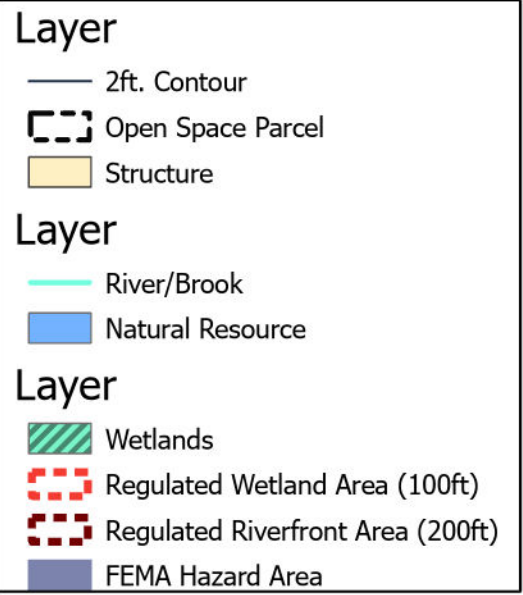 Layer
2ft. Contour
Open Space Parcel
Structure
Layer
River/Brook
Natural Resource
Layer
Wetlands
Regulated Wetland Area (100ft)
Regulated Riverfront Area (200ft)
FEMA Hazard Area